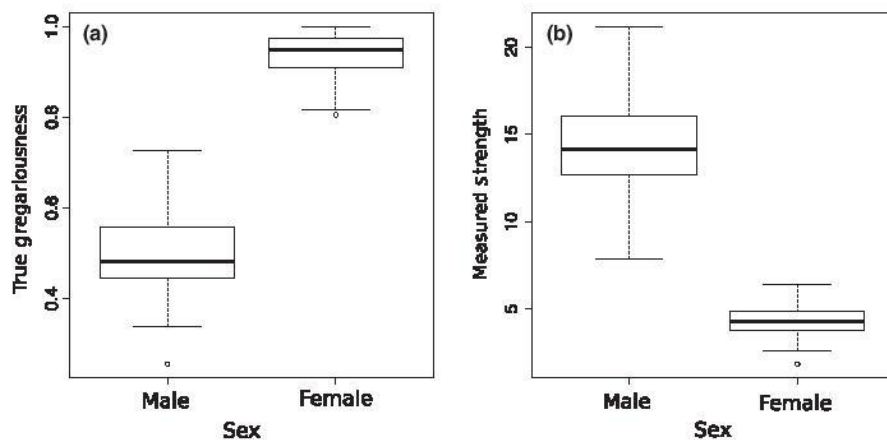 (a)
True gregariousness
1.0
0.8
0.6
0.4
Male Female
Sex
(b)
Measured strength
20
15
10
5
Male Female
Sex